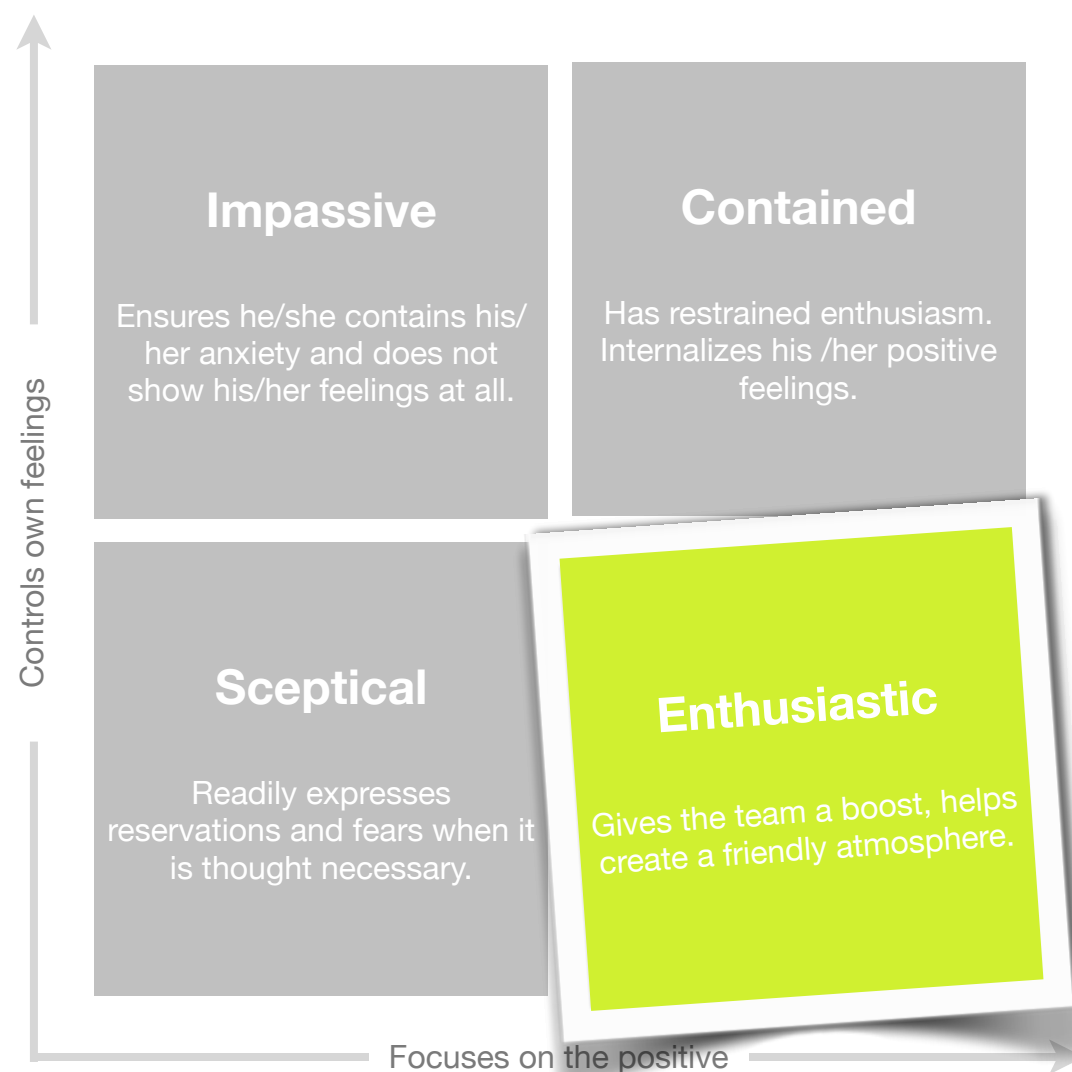 Impassive
Ensures he/she contains his/
her anxiety and does not
show his/her feelings at all.
Contained
Has restrained enthusiasm.
Internalizes his /her positive
feelings.
Controls own feelings
Sceptical
Readily expresses
reservations and fears when it
is thought necessary.
Enthusiastic
Gives the team a boost, helps
create a friendly atmosphere.
Focuses on the positive